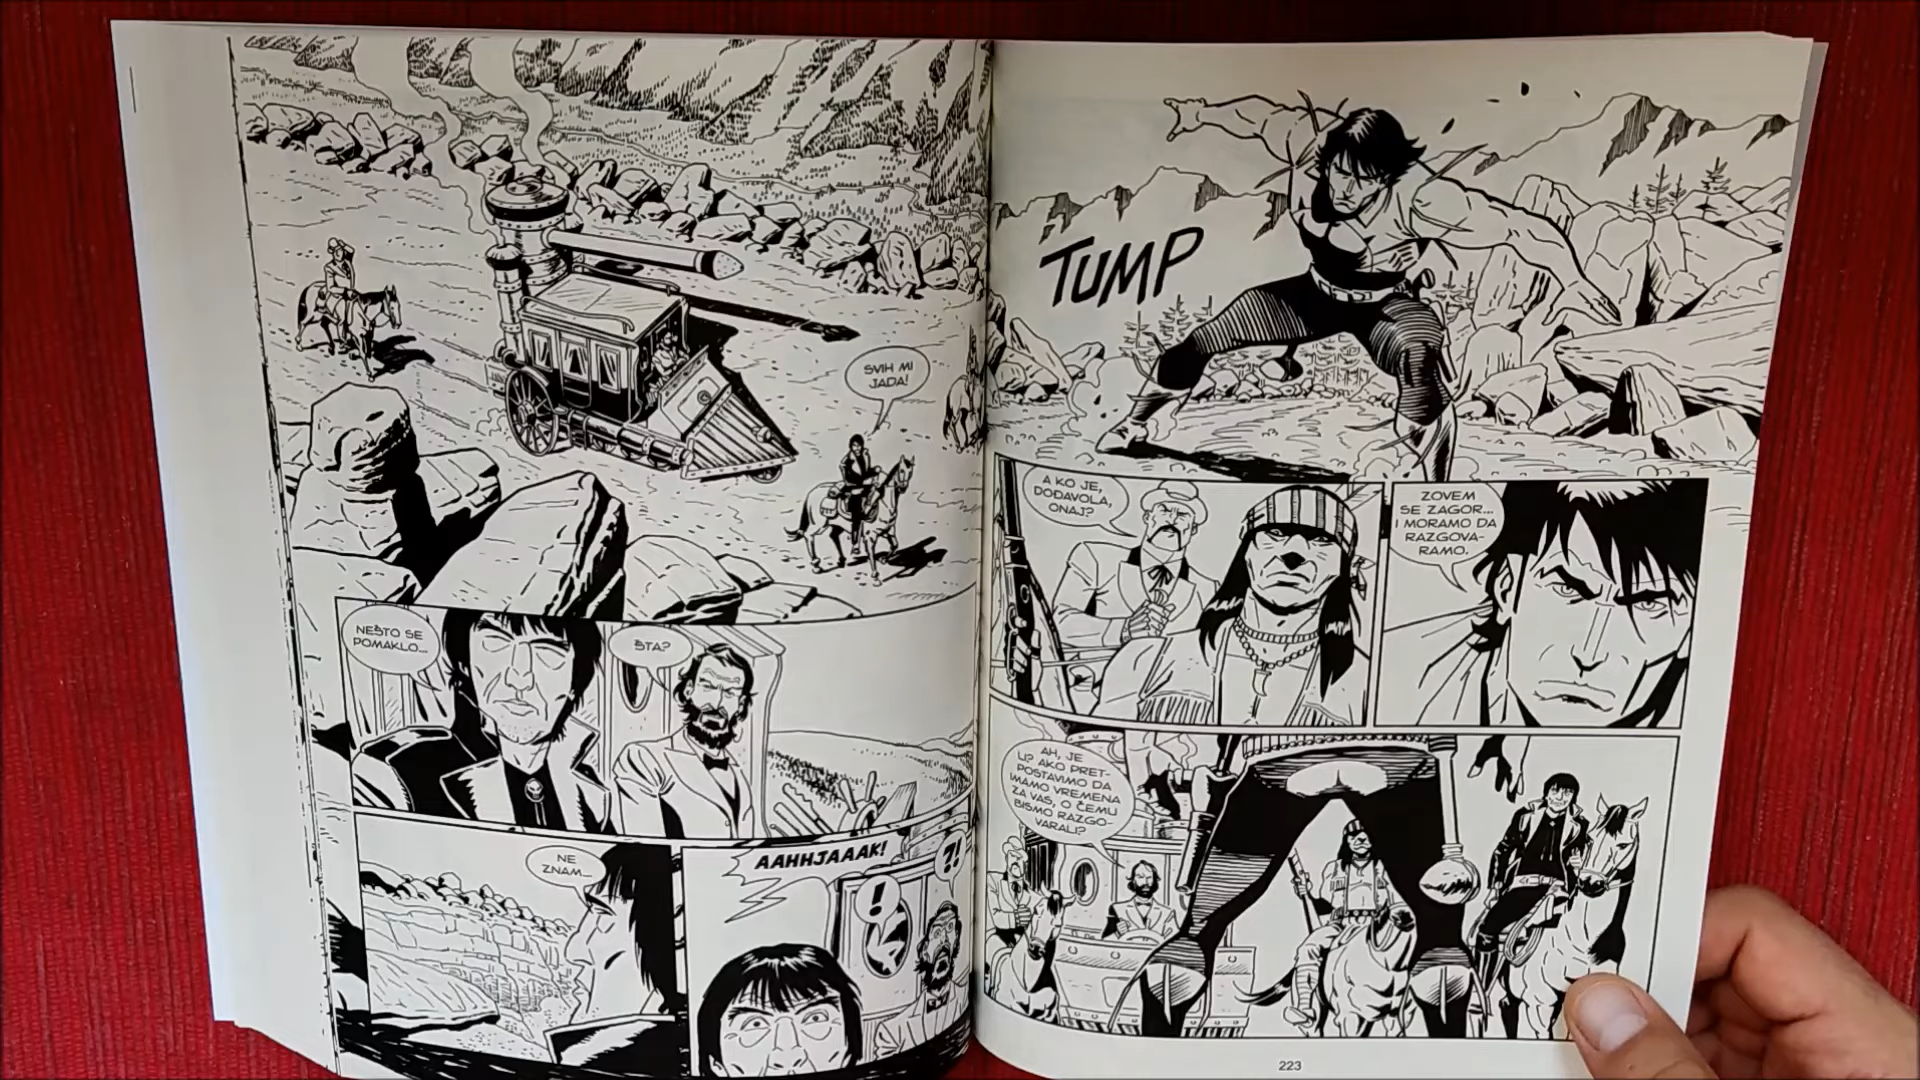 SVIH MI
JADA!
NEŠTO SE
POMAKLO...
ŠTA?
NE
ZNAM...
AAHHJAAAK!
!
?!
TUMP
A KO JE,
DOĐAVOLA,
ONAJ?
ZOVEM
SE ZAGOR...
I MORAMO DA
RAZGOVA-
RAMO.
AH, JE
LI? AKO PRET-
POSTAVIMO DA
IMAMO VREMENA
ZA VAS, O ČEMU
BISMO RAZGO-
VARALI?
223